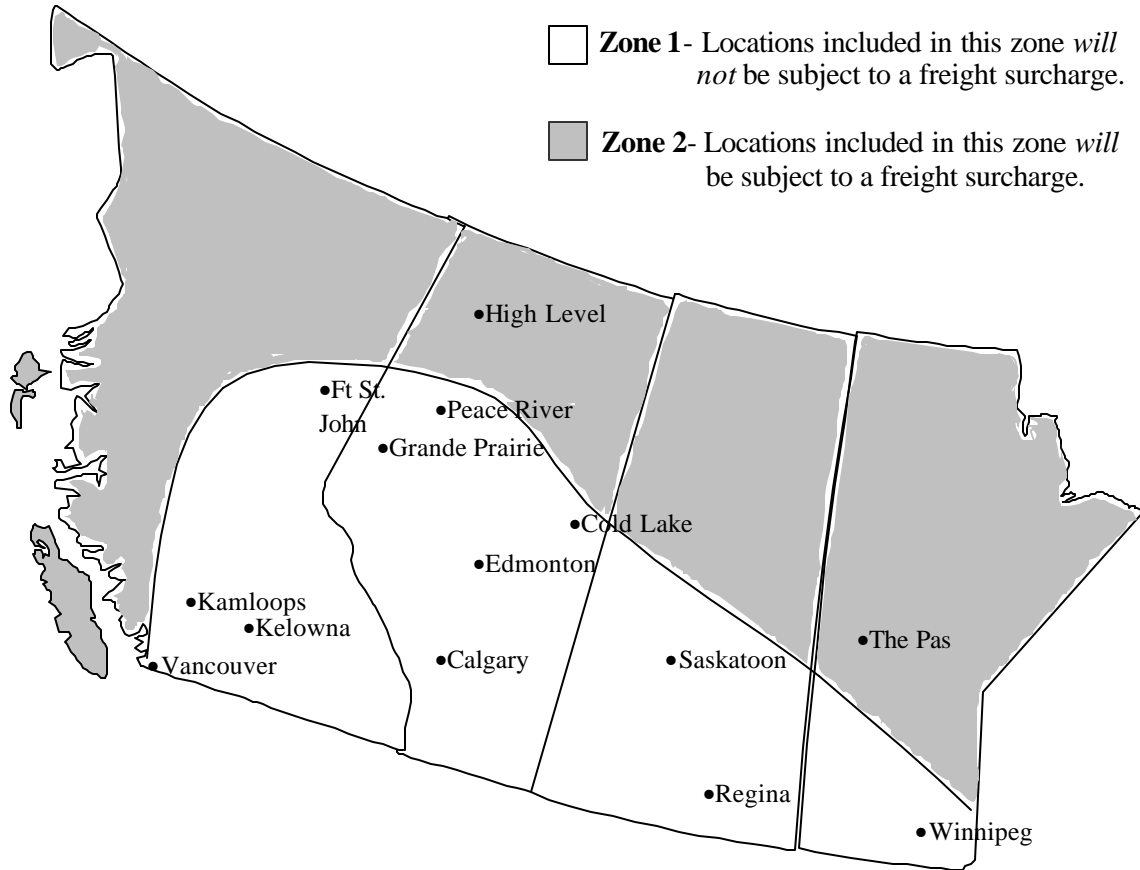 Zone 1- Locations included in this zone will
not be subject to a freight surcharge.
Zone 2- Locations included in this zone will
be subject to a freight surcharge.
High Level
Ft St.
John
Peace River
Grande Prairie
Cold Lake
Edmonton
Kamloops
Kelowna
Vancouver
Calgary
Saskatoon
The Pas
Regina
Winnipeg